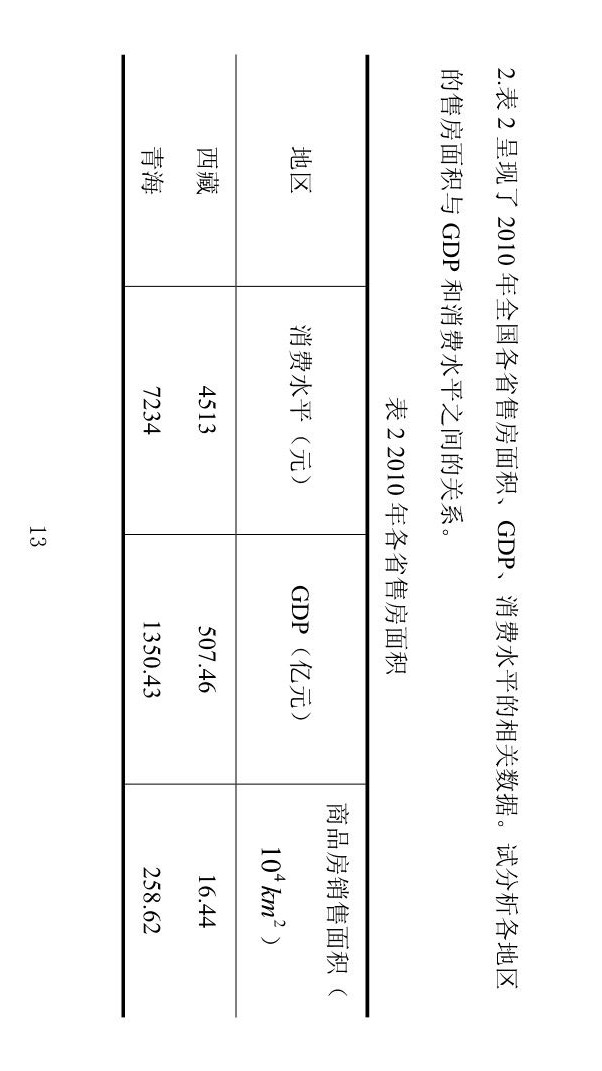 2.表 2 呈现了 2010 年全国各省售房面积、GDP、消费水平的相关数据。试分析各地区
的售房面积与 GDP 和消费水平之间的关系。
表 2 2010 年各省售房面积
地区 消费水平（元） GDP（亿元） 商品房销售面积（
10⁴ km²）
西藏 4513 507.46 16.44
青海 7234 1350.43 258.62
13